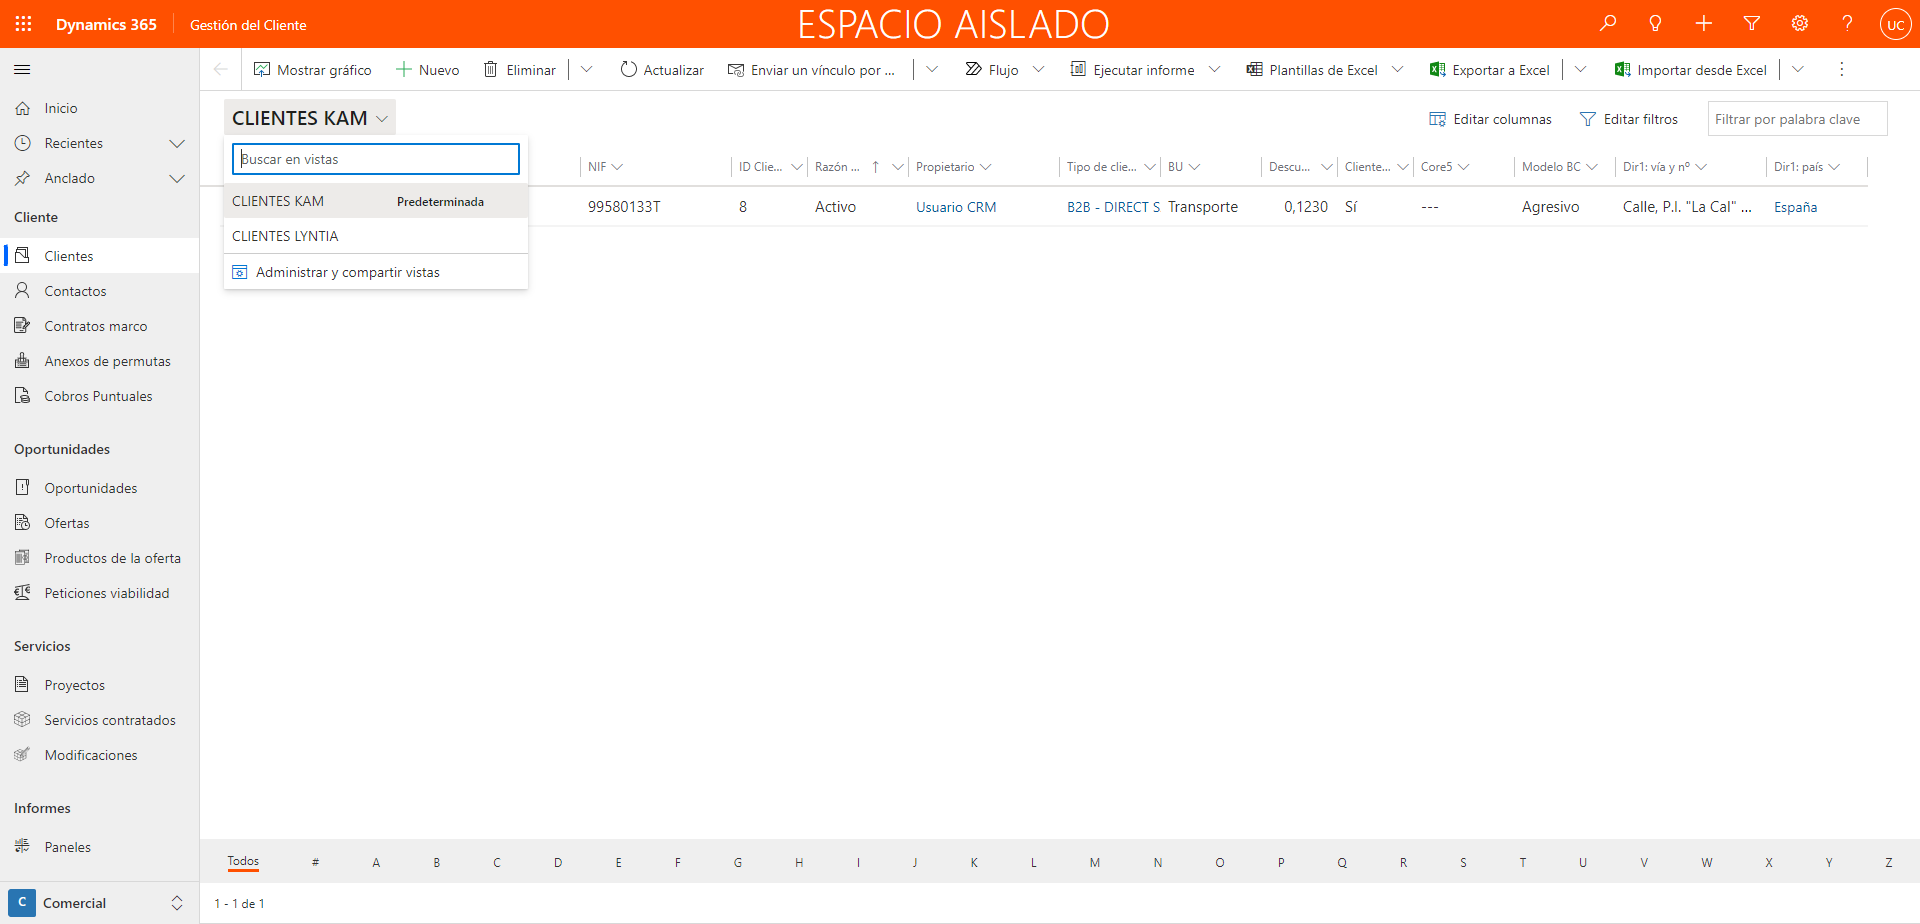 Dynamics 365
Gestión del Cliente
ESPACIO AISLADO
UC
Mostrar gráfico
Nuevo
Eliminar
Actualizar
Enviar un vínculo por ...
Flujo
Ejecutar informe
Plantillas de Excel
Exportar a Excel
Importar desde Excel
Inicio
Recientes
Anclado
Cliente
Clientes
Contactos
Contratos marco
Anexos de permutas
Cobros Puntuales
Oportunidades
Oportunidades
Ofertas
Productos de la oferta
Peticiones viabilidad
Servicios
Proyectos
Servicios contratados
Modificaciones
Informes
Paneles
C Comercial
CLIENTES KAM
Editar columnas
Editar filtros
Filtrar por palabra clave
Buscar en vistas
CLIENTES KAM Predeterminada
CLIENTES LYNTIA
Administrar y compartir vistas
NIF ID Clie... Razón ... ↑ Propietario Tipo de clie... BU Descu... Cliente... Core5 Modelo BC Dir1: vía y nº Dir1: país
99580133T 8 Activo Usuario CRM B2B - DIRECT S Transporte 0,1230 Sí --- Agresivo Calle, P.I. "La Cal" ... España
Todos # A B C D E F G H I J K L M N O P Q R S T U V W X Y Z
1 - 1 de 1